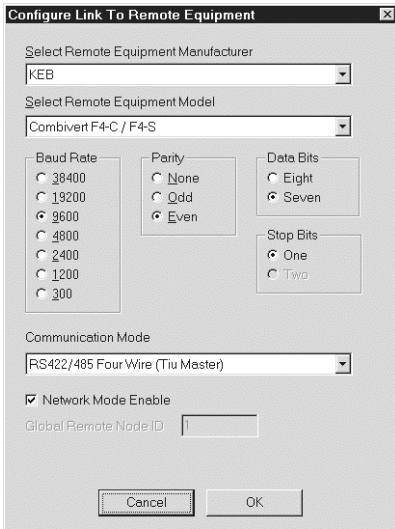 Configure Link To Remote Equipment
Select Remote Equipment Manufacturer
KEB
Select Remote Equipment Model
Combivert F4-C / F4-S
Baud Rate
38400
19200
9600
4800
2400
1200
300
Parity
None
Odd
Even
Data Bits
Eight
Seven
Stop Bits
One
Two
Communication Mode
RS422/485 Four Wire (Tiu Master)
Network Mode Enable
Global Remote Node ID 1
Cancel OK